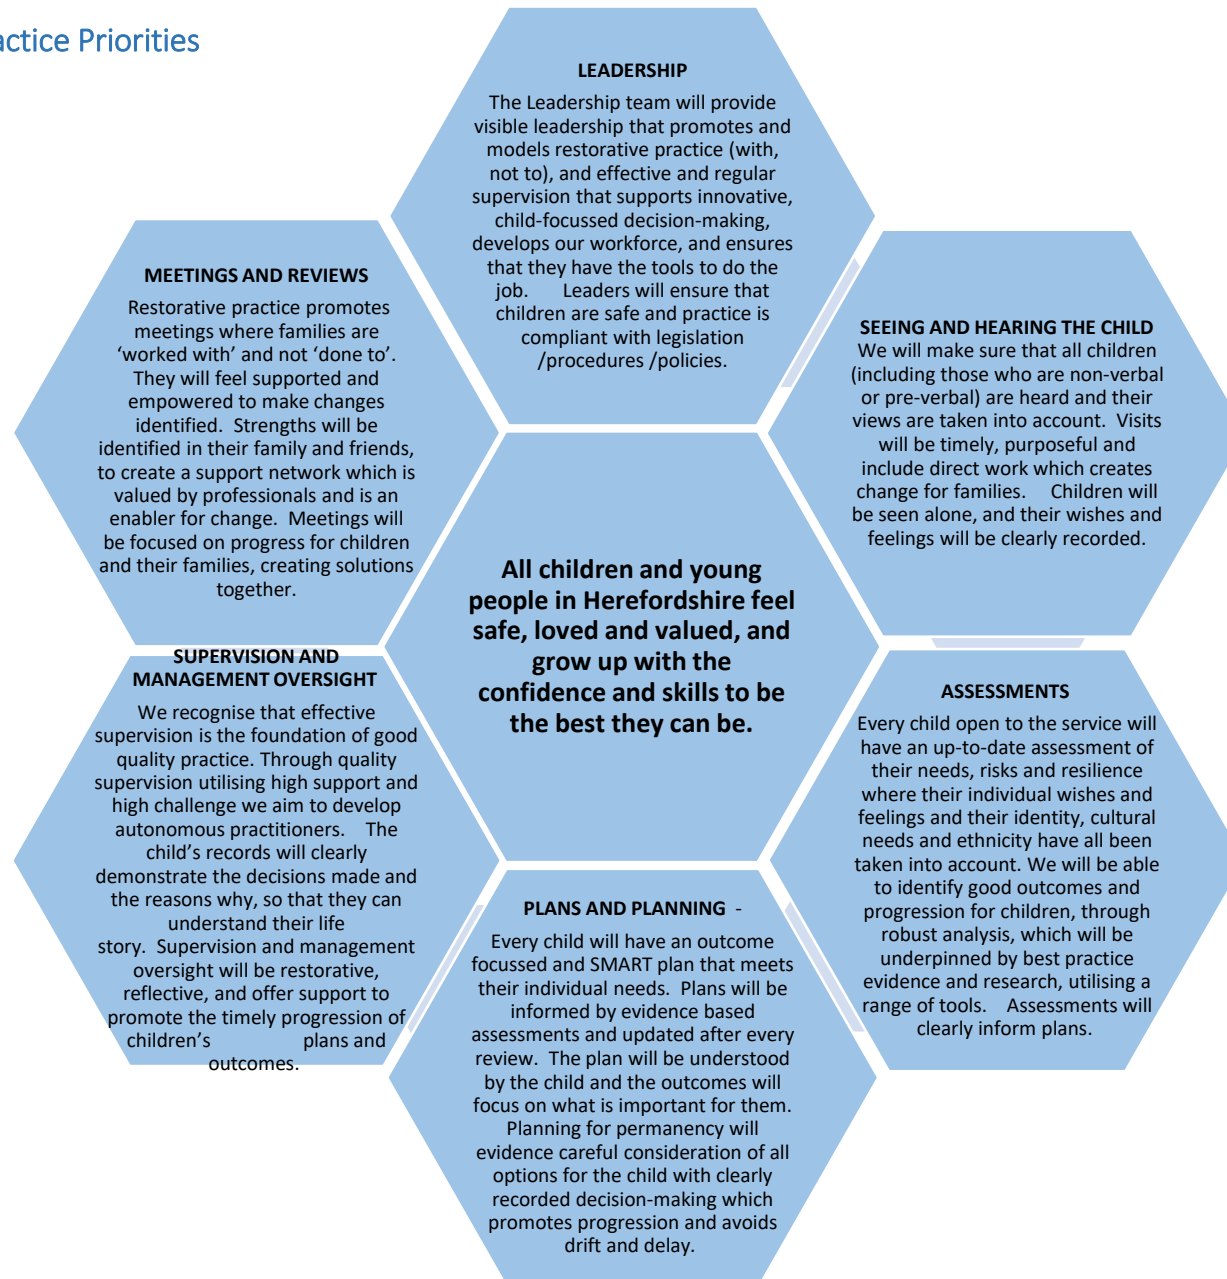 actice Priorities
LEADERSHIP
The Leadership team will provide
visible leadership that promotes and
models restorative practice (with,
not to), and effective and regular
supervision that supports innovative,
child-focussed decision-making,
develops our workforce, and ensures
that they have the tools to do the
job. Leaders will ensure that
children are safe and practice is
compliant with legislation
/procedures /policies.
MEETINGS AND REVIEWS
Restorative practice promotes
meetings where families are
‘worked with’ and not ‘done to’.
They will feel supported and
empowered to make changes
identified. Strengths will be
identified in their family and friends,
to create a support network which is
valued by professionals and is an
enabler for change. Meetings will
be focused on progress for children
and their families, creating solutions
together.
SEEING AND HEARING THE CHILD
We will make sure that all children
(including those who are non-verbal
or pre-verbal) are heard and their
views are taken into account. Visits
will be timely, purposeful and
include direct work which creates
change for families. Children will
be seen alone, and their wishes and
feelings will be clearly recorded.
All children and young
people in Herefordshire feel
safe, loved and valued, and
grow up with the
confidence and skills to be
the best they can be.
SUPERVISION AND
MANAGEMENT OVERSIGHT
We recognise that effective
supervision is the foundation of good
quality practice. Through quality
supervision utilising high support and
high challenge we aim to develop
autonomous practitioners. The
child’s records will clearly
demonstrate the decisions made and
the reasons why, so that they can
understand their life
story. Supervision and management
oversight will be restorative,
reflective, and offer support to
promote the timely progression of
children’s plans and
outcomes.
ASSESSMENTS
Every child open to the service will
have an up-to-date assessment of
their needs, risks and resilience
where their individual wishes and
feelings and their identity, cultural
needs and ethnicity have all been
taken into account. We will be able
to identify good outcomes and
progression for children, through
robust analysis, which will be
underpinned by best practice
evidence and research, utilising a
range of tools. Assessments will
clearly inform plans.
PLANS AND PLANNING -
Every child will have an outcome
focussed and SMART plan that meets
their individual needs. Plans will be
informed by evidence based
assessments and updated after every
review. The plan will be understood
by the child and the outcomes will
focus on what is important for them.
Planning for permanency will
evidence careful consideration of all
options for the child with clearly
recorded decision-making which
promotes progression and avoids
drift and delay.